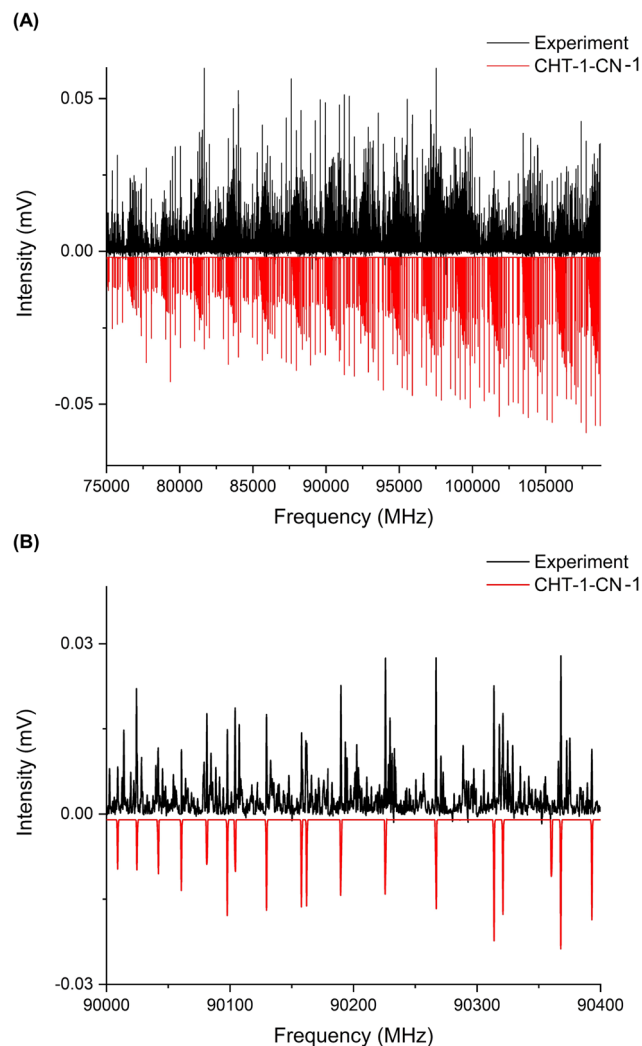 (A)
Experiment
CHT-1-CN-1
0.05
0.00
-0.05
Intensity (mV)
75000 80000 85000 90000 95000 100000 105000
Frequency (MHz)
(B)
Experiment
CHT-1-CN-1
0.03
0.00
-0.03
Intensity (mV)
90000 90100 90200 90300 90400
Frequency (MHz)